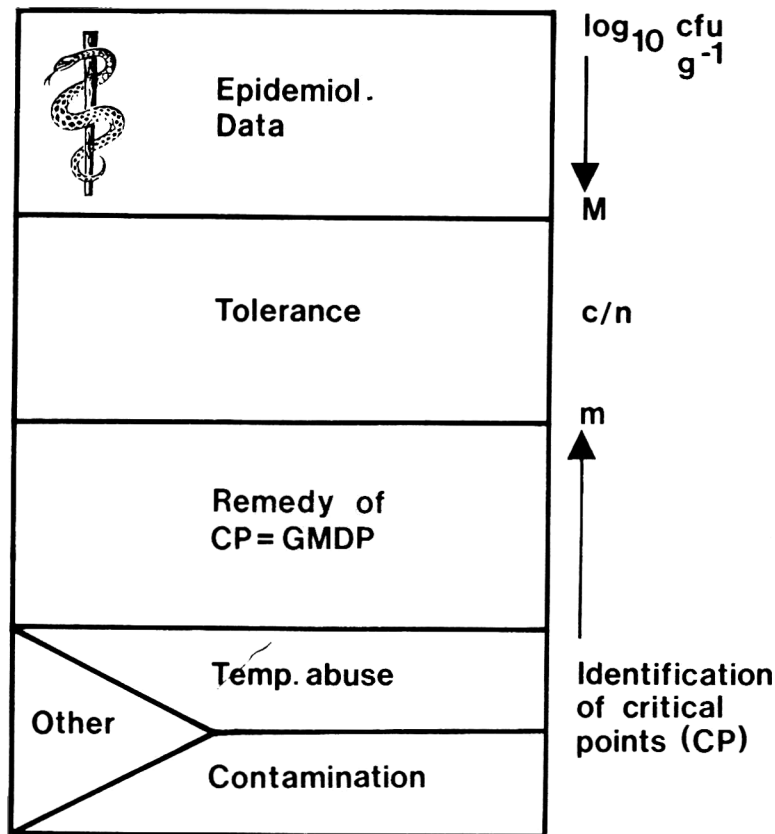 log10 cfu
g-1
Epidemiol.
Data
M
Tolerance
c/n
m
Remedy of
CP = GMDP
Temp. abuse
Other
Contamination
Identification
of critical
points (CP)